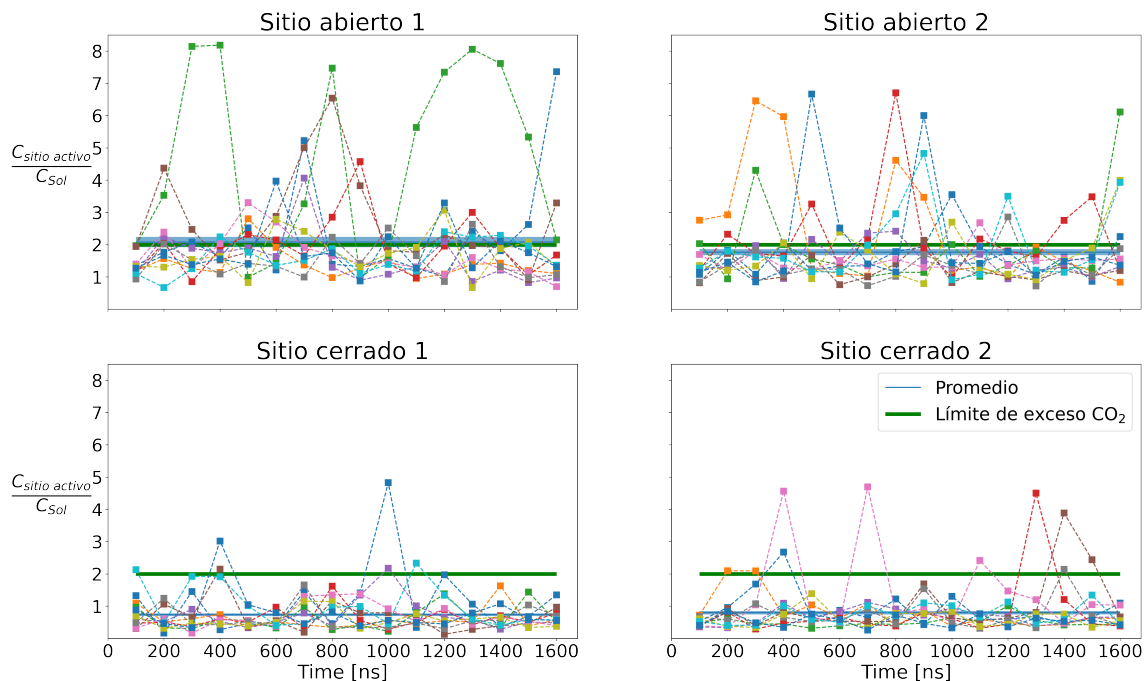 Sitio abierto 1
Sitio abierto 2
8
7
6
5
4
3
2
1
C_sitio activo
C_Sol
Sitio cerrado 1
Sitio cerrado 2
8
7
6
5
4
3
2
1
C_sitio activo
C_Sol
Promedio
Límite de exceso CO₂
0 200 400 600 800 1000 1200 1400 1600
0 200 400 600 800 1000 1200 1400 1600
Time [ns]
Time [ns]